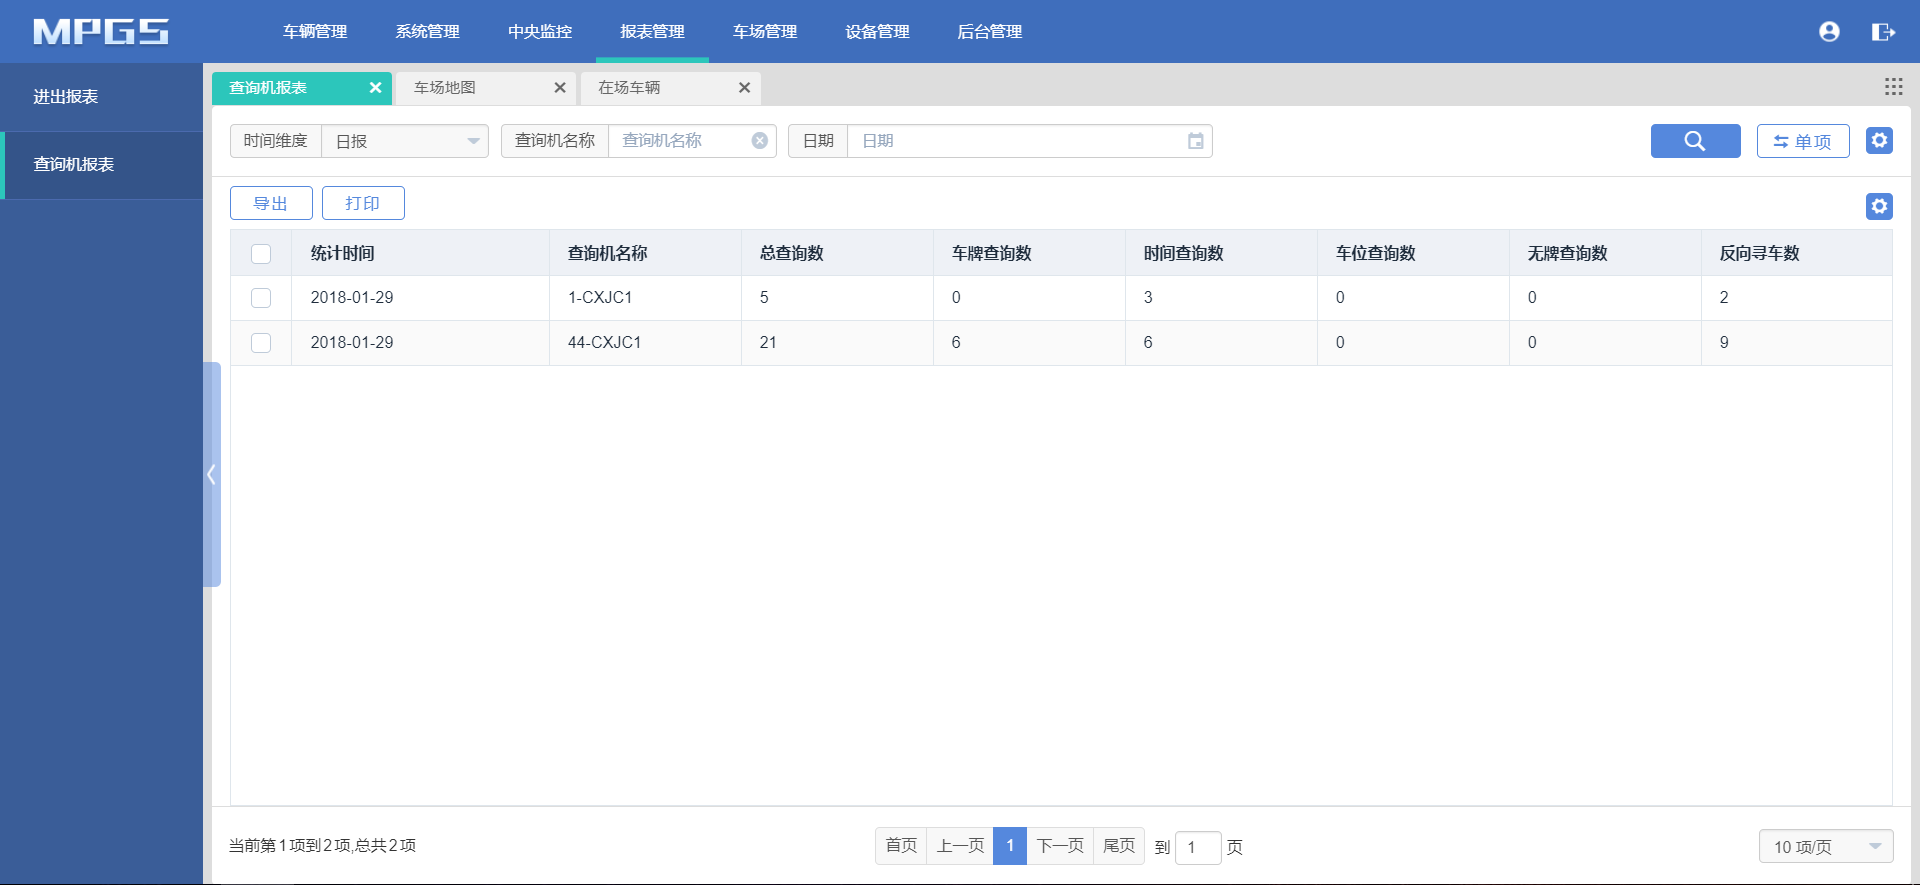 MPGS 车辆管理 系统管理 中央监控 报表管理 车场管理 设备管理 后台管理
进出报表
查询机报表
查询机报表 车场地图 在场车辆
时间维度 日报 查询机名称 查询机名称 日期 日期 单项
导出 打印
统计时间 查询机名称 总查询数 车牌查询数 时间查询数 车位查询数 无牌查询数 反向寻车数
2018-01-29 1-CXJC1 5 0 3 0 0 2
2018-01-29 44-CXJC1 21 6 6 0 0 9
当前第1项到2项,总共2项 首页 上一页 1 下一页 尾页 到 1 页 10 项/页